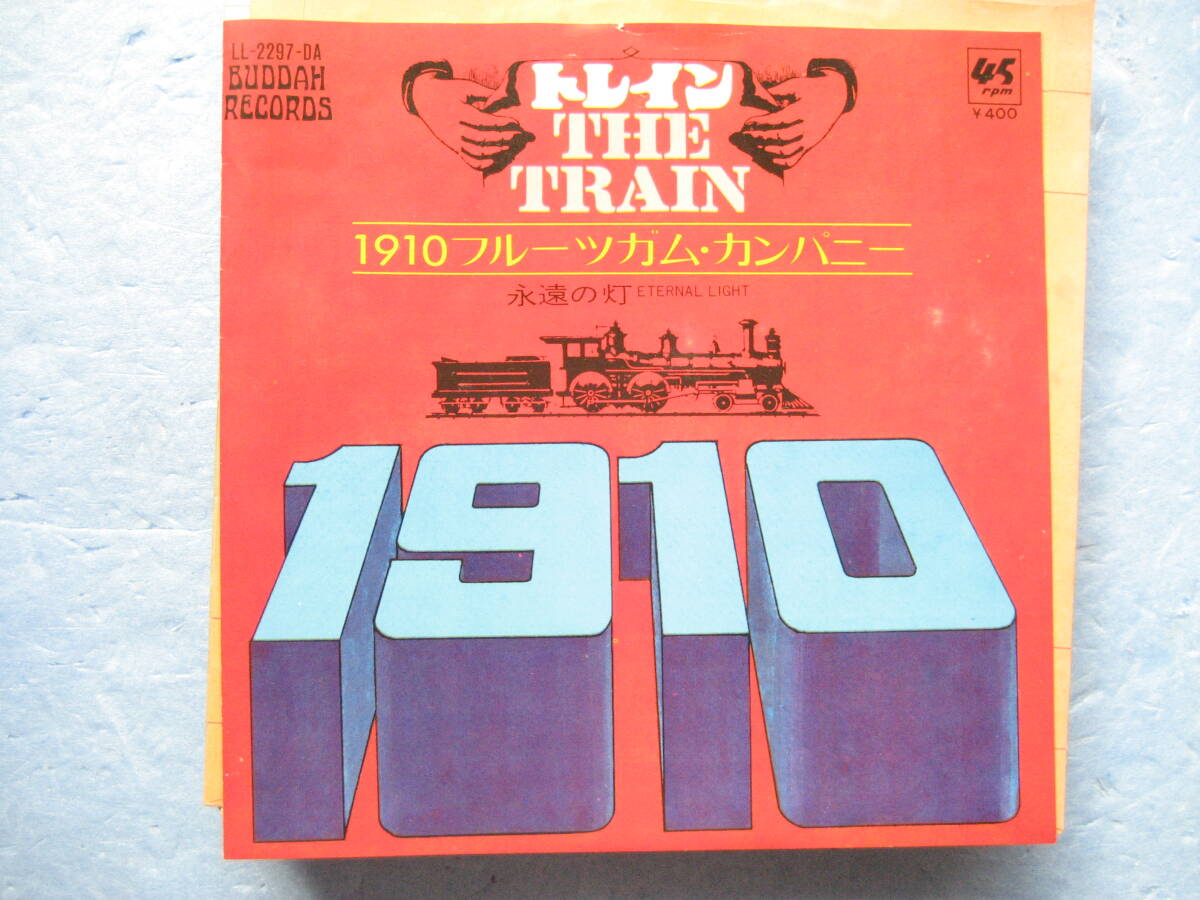 LL-2297-DA
BUDDAH
RECORDS
45
rpm
¥400
トレイン
THE
TRAIN
1910フルーツガム・カンパニー
永遠の灯 ETERNAL LIGHT
1910